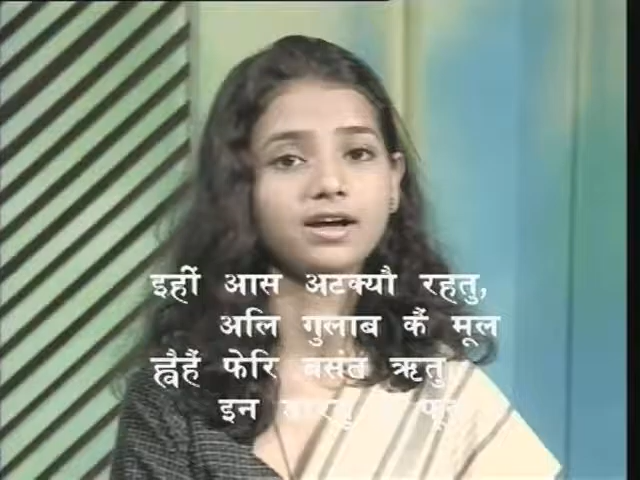 इहीं आस अटक्यौ रहतु,
अलि गुलाब कैं मूल
ह्वैहैं फेरि बसंत ऋतु
इन